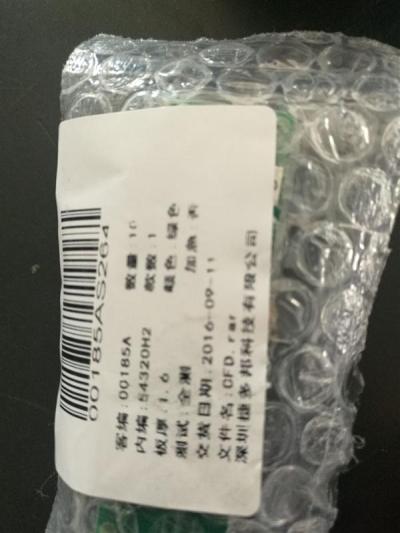 00185AS264
客编:00185A 数量:10
内编:54320H2 款数:1
板厚:1.6 颜色:绿色
测试:全测 加急:否
交货日期:2016-09-11
文件名:CFD.rar
深圳捷多邦科技有限公司